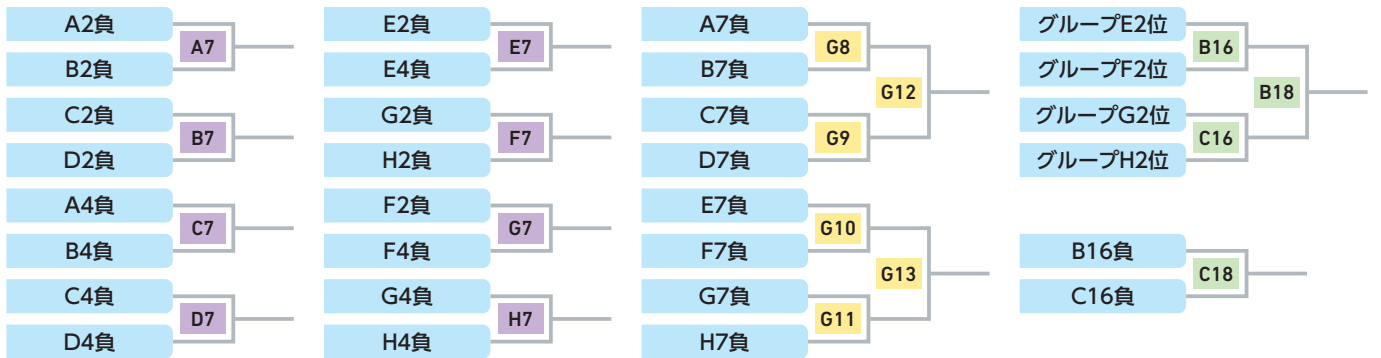 A2負
A7
B2負
C2負
B7
D2負
A4負
C7
B4負
C4負
D7
D4負
E2負
E7
E4負
G2負
F7
H2負
F2負
G7
F4負
G4負
H7
H4負
A7負
G8
B7負
G12
C7負
G9
D7負
E7負
G10
F7負
G13
G7負
G11
H7負
グループE2位
B16
グループF2位
B18
グループG2位
C16
グループH2位
B16負
C18
C16負